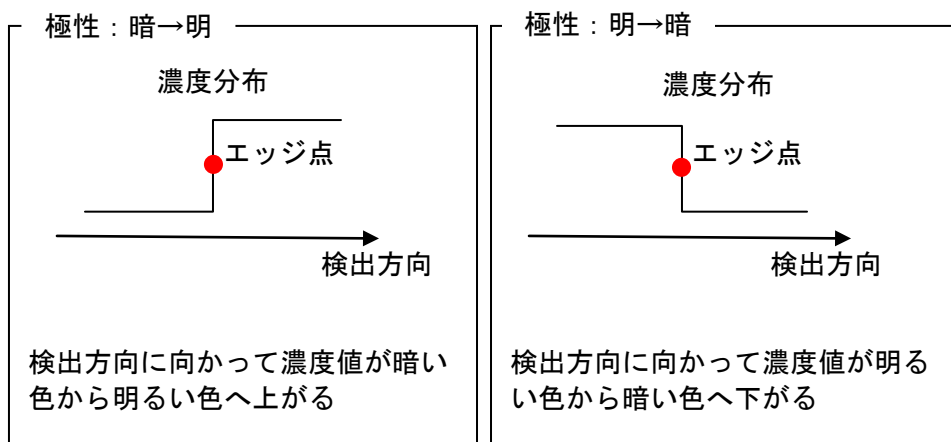 極性：暗→明
濃度分布
エッジ点
検出方向
検出方向に向かって濃度値が暗い
色から明るい色へ上がる
極性：明→暗
濃度分布
エッジ点
検出方向
検出方向に向かって濃度値が明る
い色から暗い色へ下がる